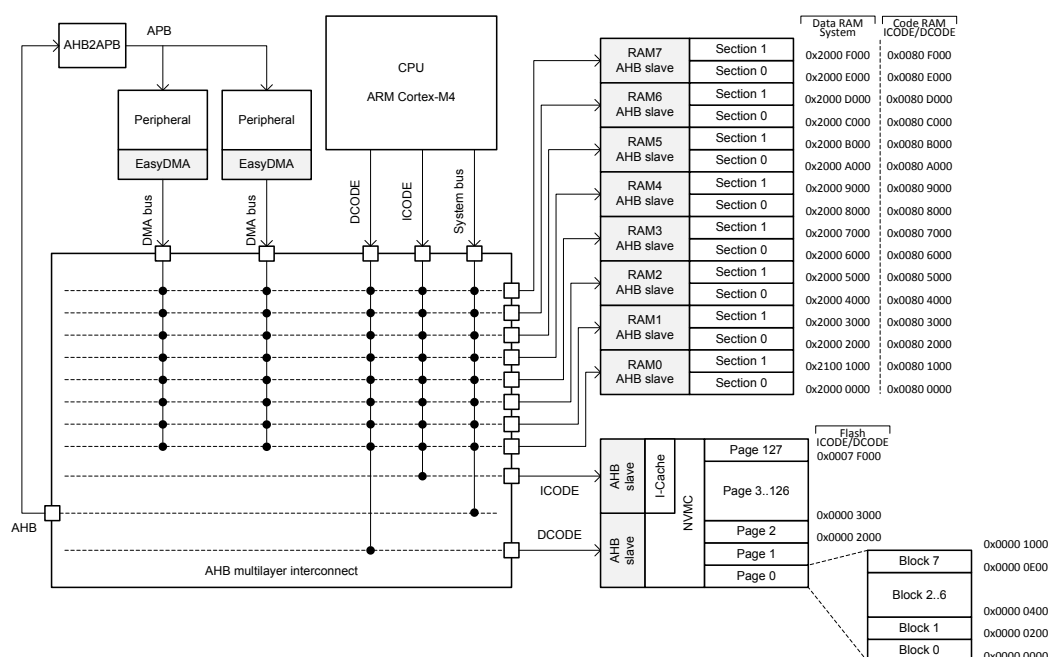 AHB2APB
APB
CPU
ARM Cortex-M4
Peripheral
EasyDMA
Peripheral
EasyDMA
DMA bus
DMA bus
DCODE
ICODE
System bus
AHB multilayer interconnect
AHB
ICODE
DCODE
Data RAM
System
Code RAM
ICODE/DCODE
RAM7
AHB slave
Section 1
0x2000 F000
0x0080 F000
Section 0
0x2000 E000
0x0080 E000
RAM6
AHB slave
Section 1
0x2000 D000
0x0080 D000
Section 0
0x2000 C000
0x0080 C000
RAM5
AHB slave
Section 1
0x2000 B000
0x0080 B000
Section 0
0x2000 A000
0x0080 A000
RAM4
AHB slave
Section 1
0x2000 9000
0x0080 9000
Section 0
0x2000 8000
0x0080 8000
RAM3
AHB slave
Section 1
0x2000 7000
0x0080 7000
Section 0
0x2000 6000
0x0080 6000
RAM2
AHB slave
Section 1
0x2000 5000
0x0080 5000
Section 0
0x2000 4000
0x0080 4000
RAM1
AHB slave
Section 1
0x2000 3000
0x0080 3000
Section 0
0x2000 2000
0x0080 2000
RAM0
AHB slave
Section 1
0x2100 1000
0x0080 1000
Section 0
0x2000 0000
0x0080 0000
Flash
ICODE/DCODE
AHB
slave
I-Cache
AHB
slave
NVMC
Page 127
0x0007 F000
Page 3..126
0x0000 3000
Page 2
0x0000 2000
Page 1
Page 0
0x0000 1000
Block 7
0x0000 0E00
Block 2..6
0x0000 0400
Block 1
0x0000 0200
Block 0
0x0000 0000